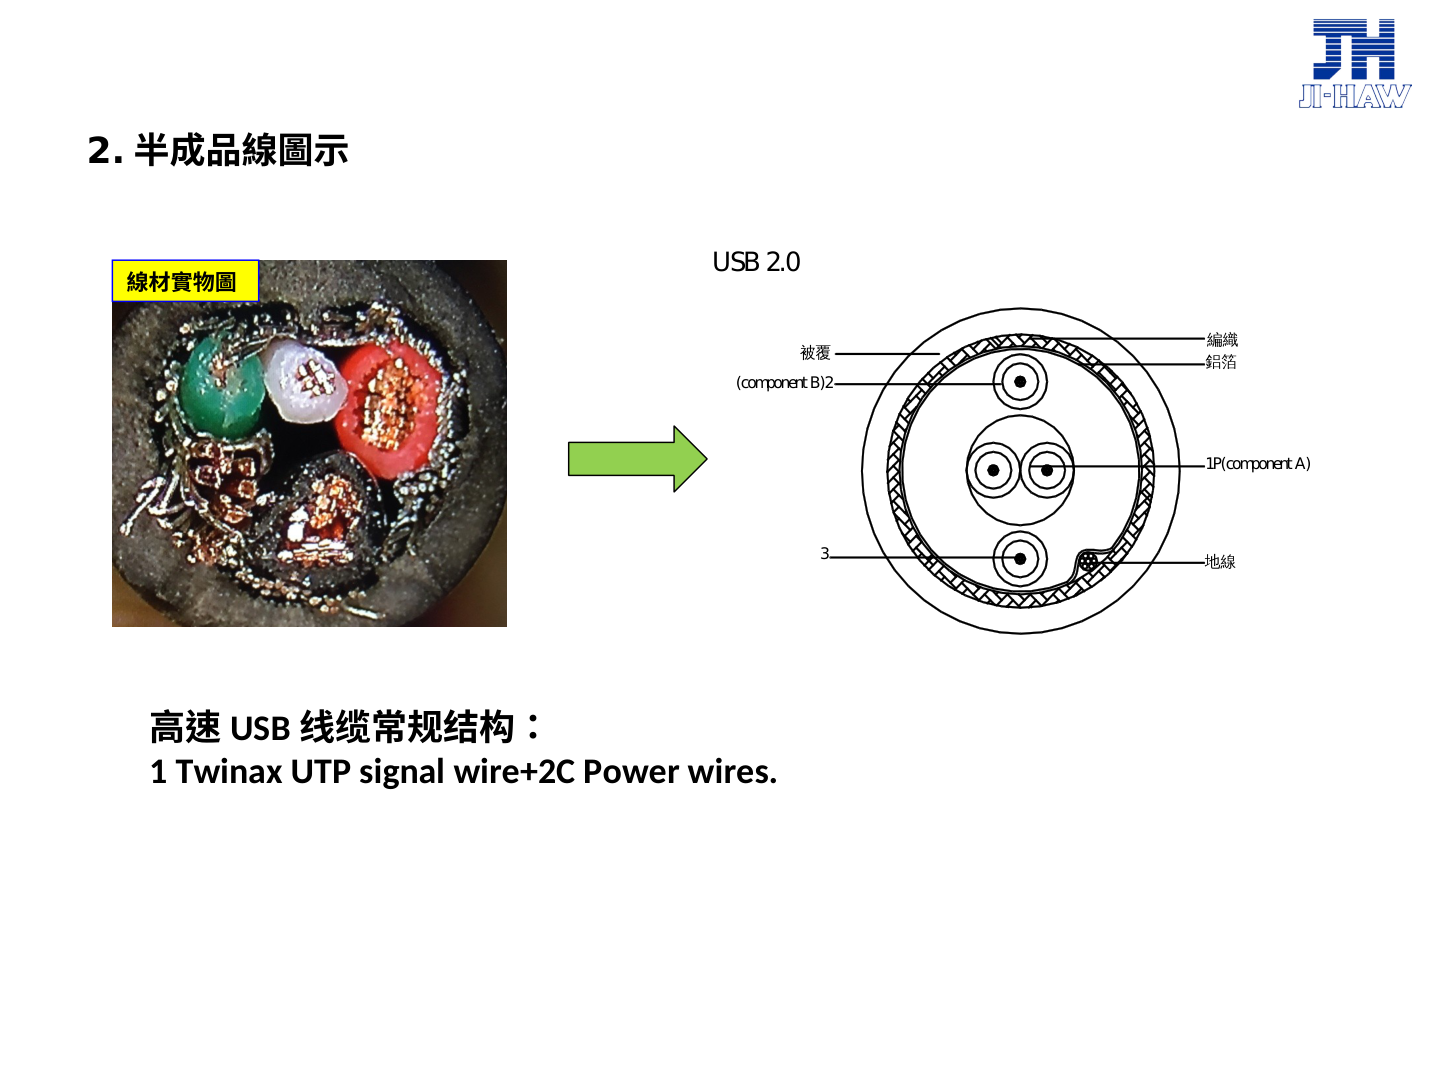 JI-HAW
2. 半成品線圖示
線材實物圖
USB 2.0
被覆
(component B)2
3
編織
鋁箔
1P(component A)
地線
高速 USB 线缆常规结构：
1 Twinax UTP signal wire+2C Power wires.